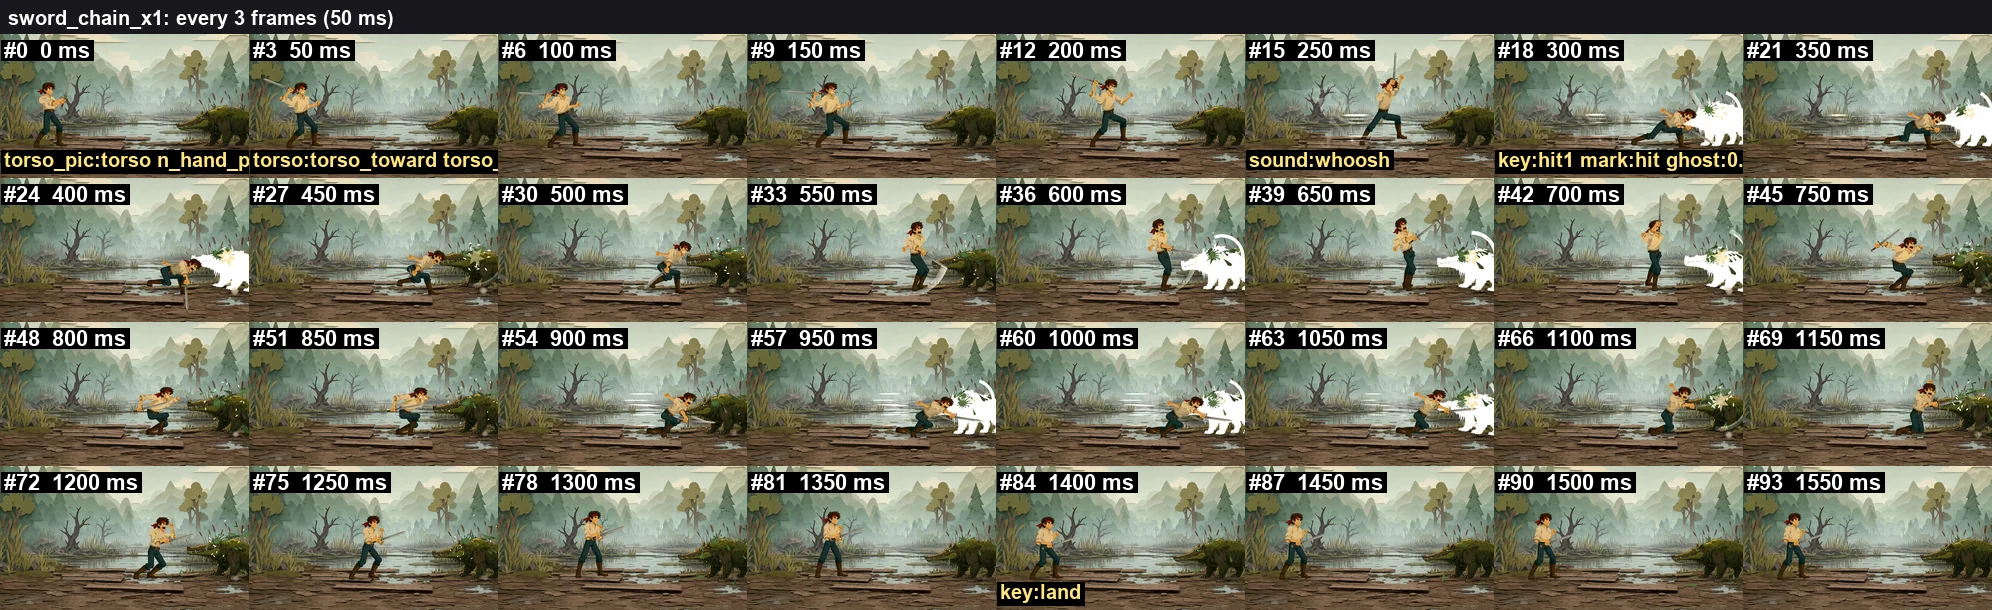 sword_chain_x1: every 3 frames (50 ms)
#0 0 ms
#3 50 ms
#6 100 ms
#9 150 ms
#12 200 ms
#15 250 ms
#18 300 ms
#21 350 ms
torso_pic:torso n_hand_p
torso:torso_toward torso_
sound:whoosh
key:hit1 mark:hit ghost:0.
#24 400 ms
#27 450 ms
#30 500 ms
#33 550 ms
#36 600 ms
#39 650 ms
#42 700 ms
#45 750 ms
#48 800 ms
#51 850 ms
#54 900 ms
#57 950 ms
#60 1000 ms
#63 1050 ms
#66 1100 ms
#69 1150 ms
#72 1200 ms
#75 1250 ms
#78 1300 ms
#81 1350 ms
#84 1400 ms
#87 1450 ms
#90 1500 ms
#93 1550 ms
key:land